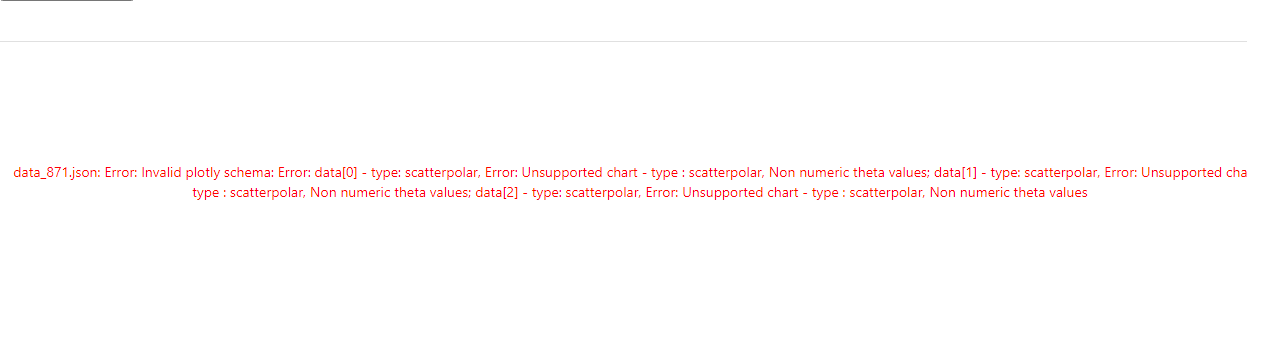 data_871.json: Error: Invalid plotly schema: Error: data[0] - type: scatterpolar, Error: Unsupported chart - type : scatterpolar, Non numeric theta values; data[1] - type: scatterpolar, Error: Unsupported cha
type : scatterpolar, Non numeric theta values; data[2] - type: scatterpolar, Error: Unsupported chart - type : scatterpolar, Non numeric theta values